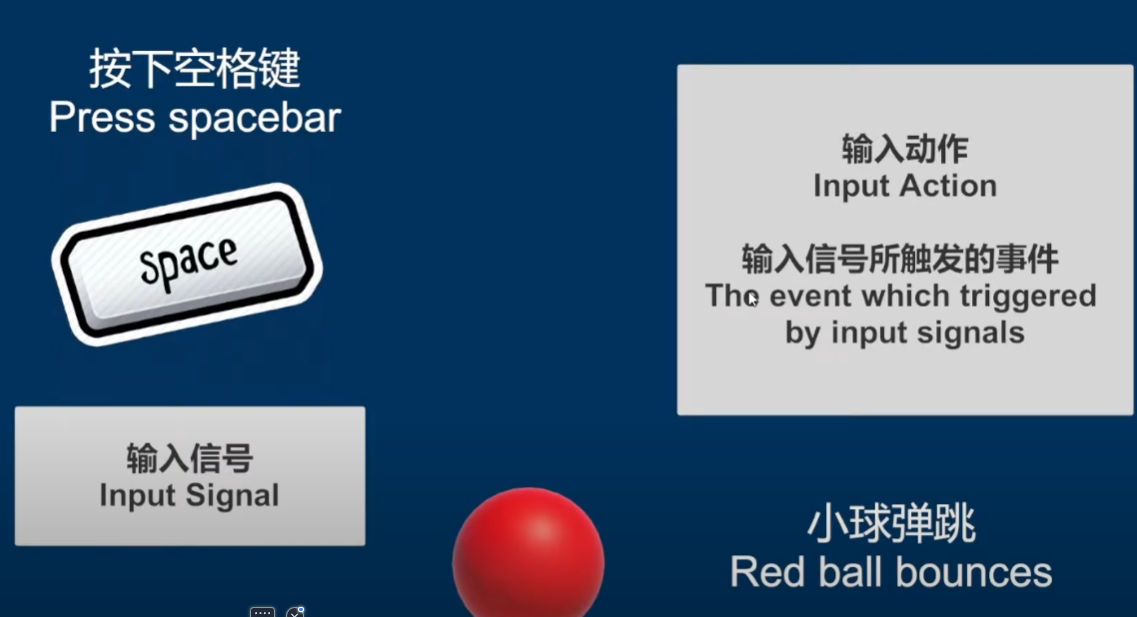 按下空格键
Press spacebar
space
输入信号
Input Signal
输入动作
Input Action
输入信号所触发的事件
The event which triggered
by input signals
小球弹跳
Red ball bounces